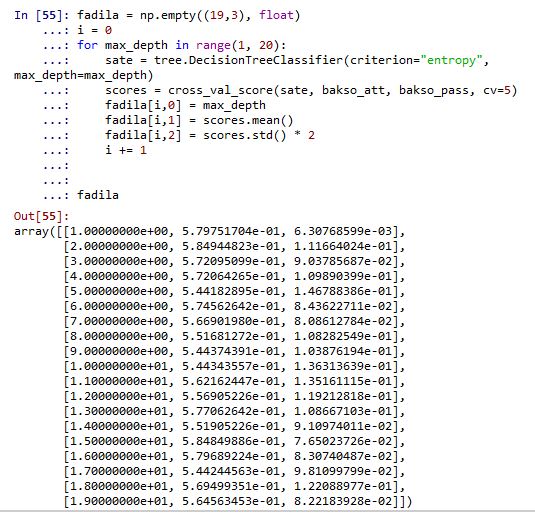 In [55]: fadila = np.empty((19,3), float)
    ...: i = 0
    ...: for max_depth in range(1, 20):
    ...:     sate = tree.DecisionTreeClassifier(criterion="entropy",
max_depth=max_depth)
    ...:     scores = cross_val_score(sate, bakso_att, bakso_pass, cv=5)
    ...:     fadila[i,0] = max_depth
    ...:     fadila[i,1] = scores.mean()
    ...:     fadila[i,2] = scores.std() * 2
    ...:     i += 1
    ...:
    ...:
    ...: fadila
Out[55]:
array([[1.00000000e+00, 5.79751704e-01, 6.30768599e-03],
       [2.00000000e+00, 5.84944823e-01, 1.11664024e-01],
       [3.00000000e+00, 5.72095099e-01, 9.03785687e-02],
       [4.00000000e+00, 5.72064265e-01, 1.09890399e-01],
       [5.00000000e+00, 5.44182895e-01, 1.46788386e-01],
       [6.00000000e+00, 5.74562642e-01, 8.43622711e-02],
       [7.00000000e+00, 5.66901980e-01, 8.08612784e-02],
       [8.00000000e+00, 5.51681272e-01, 1.08282549e-01],
       [9.00000000e+00, 5.44374391e-01, 1.03876194e-01],
       [1.00000000e+01, 5.44343557e-01, 1.36313639e-01],
       [1.10000000e+01, 5.62162447e-01, 1.35161115e-01],
       [1.20000000e+01, 5.56905226e-01, 1.19212818e-01],
       [1.30000000e+01, 5.77062642e-01, 1.08667103e-01],
       [1.40000000e+01, 5.51905226e-01, 9.10974011e-02],
       [1.50000000e+01, 5.84849886e-01, 7.65023726e-02],
       [1.60000000e+01, 5.79689224e-01, 8.30740487e-02],
       [1.70000000e+01, 5.44244563e-01, 9.81099799e-02],
       [1.80000000e+01, 5.69499351e-01, 1.22088977e-01],
       [1.90000000e+01, 5.64563453e-01, 8.22183928e-02]])